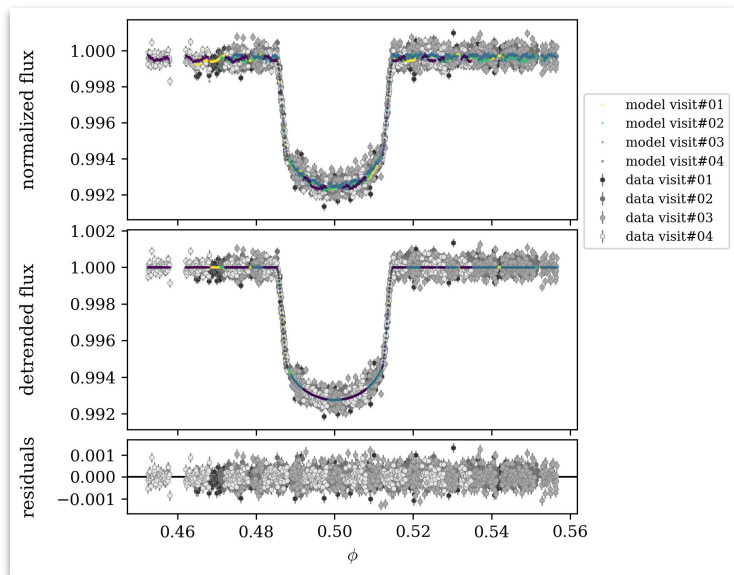 normalized flux
1.000
0.998
0.996
0.994
0.992
model visit#01
model visit#02
model visit#03
model visit#04
data visit#01
data visit#02
data visit#03
data visit#04
detrended flux
1.002
1.000
0.998
0.996
0.994
0.992
residuals
0.001
0.000
−0.001
0.46 0.48 0.50 0.52 0.54 0.56
ϕ